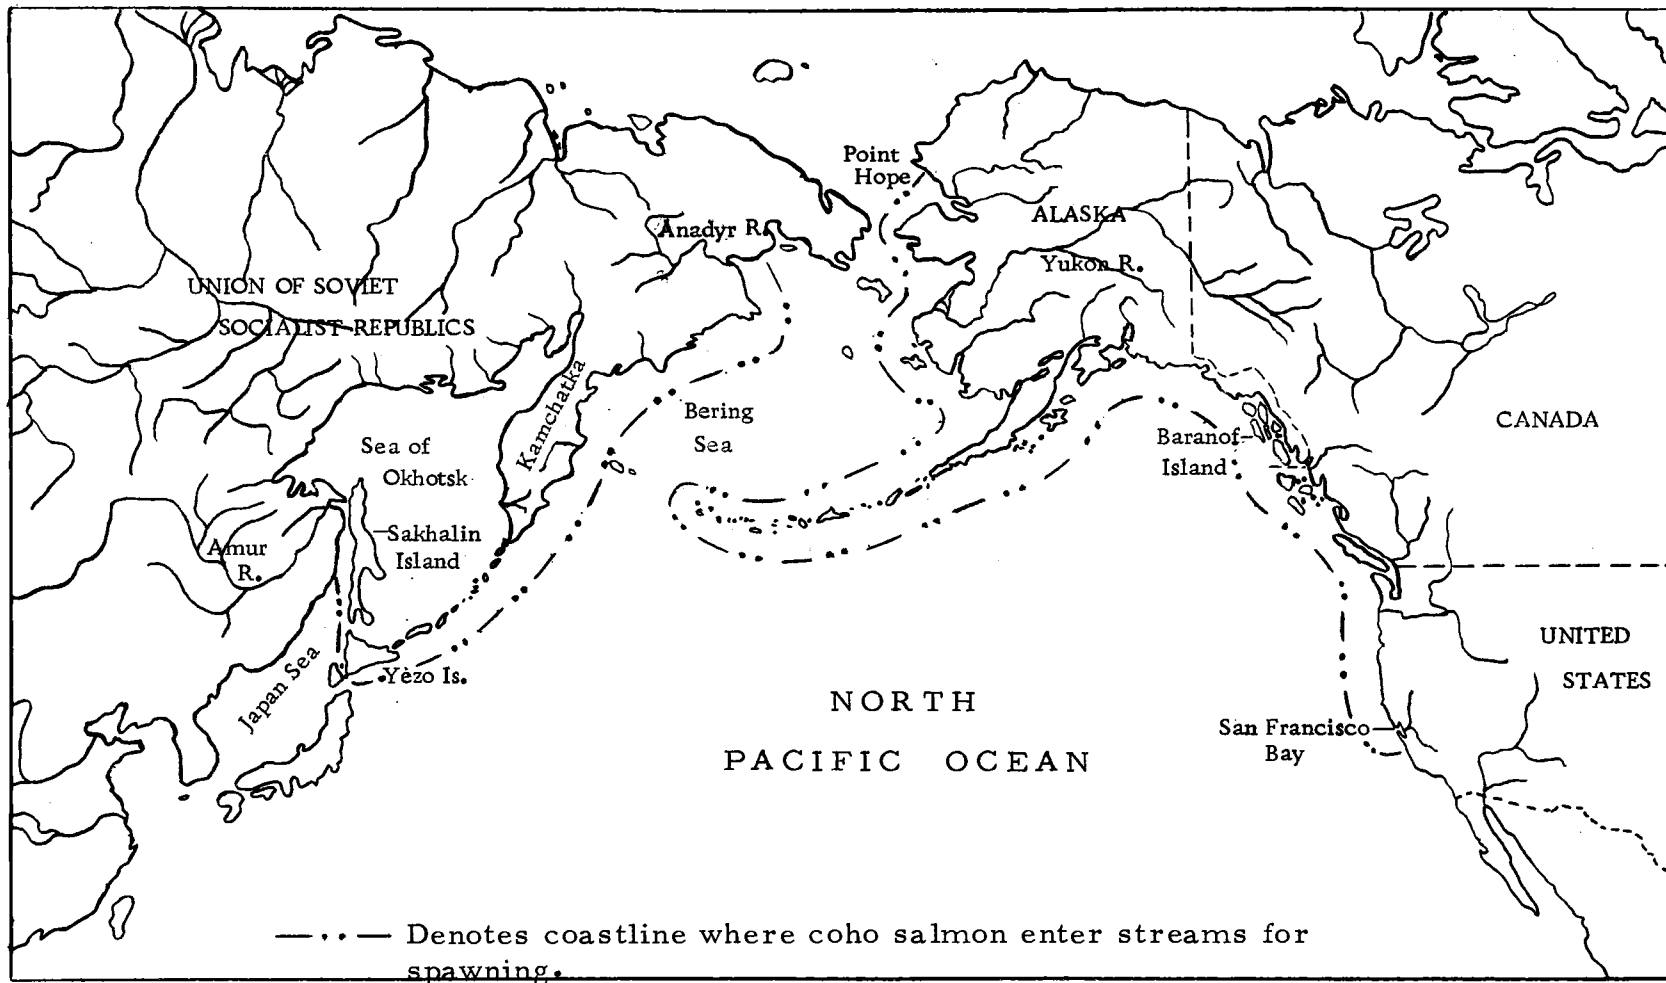 Point
Hope
ALASKA
Anadyr R.
Yukon R.
UNION OF SOVIET
SOCIALIST REPUBLICS
Kamchatka
Bering
Sea
CANADA
Baranof
Island
Sea of
Okhotsk
Sakhalin
Island
Amur
R.
UNITED
STATES
Japan Sea
Yezo Is.
NORTH
PACIFIC OCEAN
San Francisco
Bay
Denotes coastline where coho salmon enter streams for
spawning.